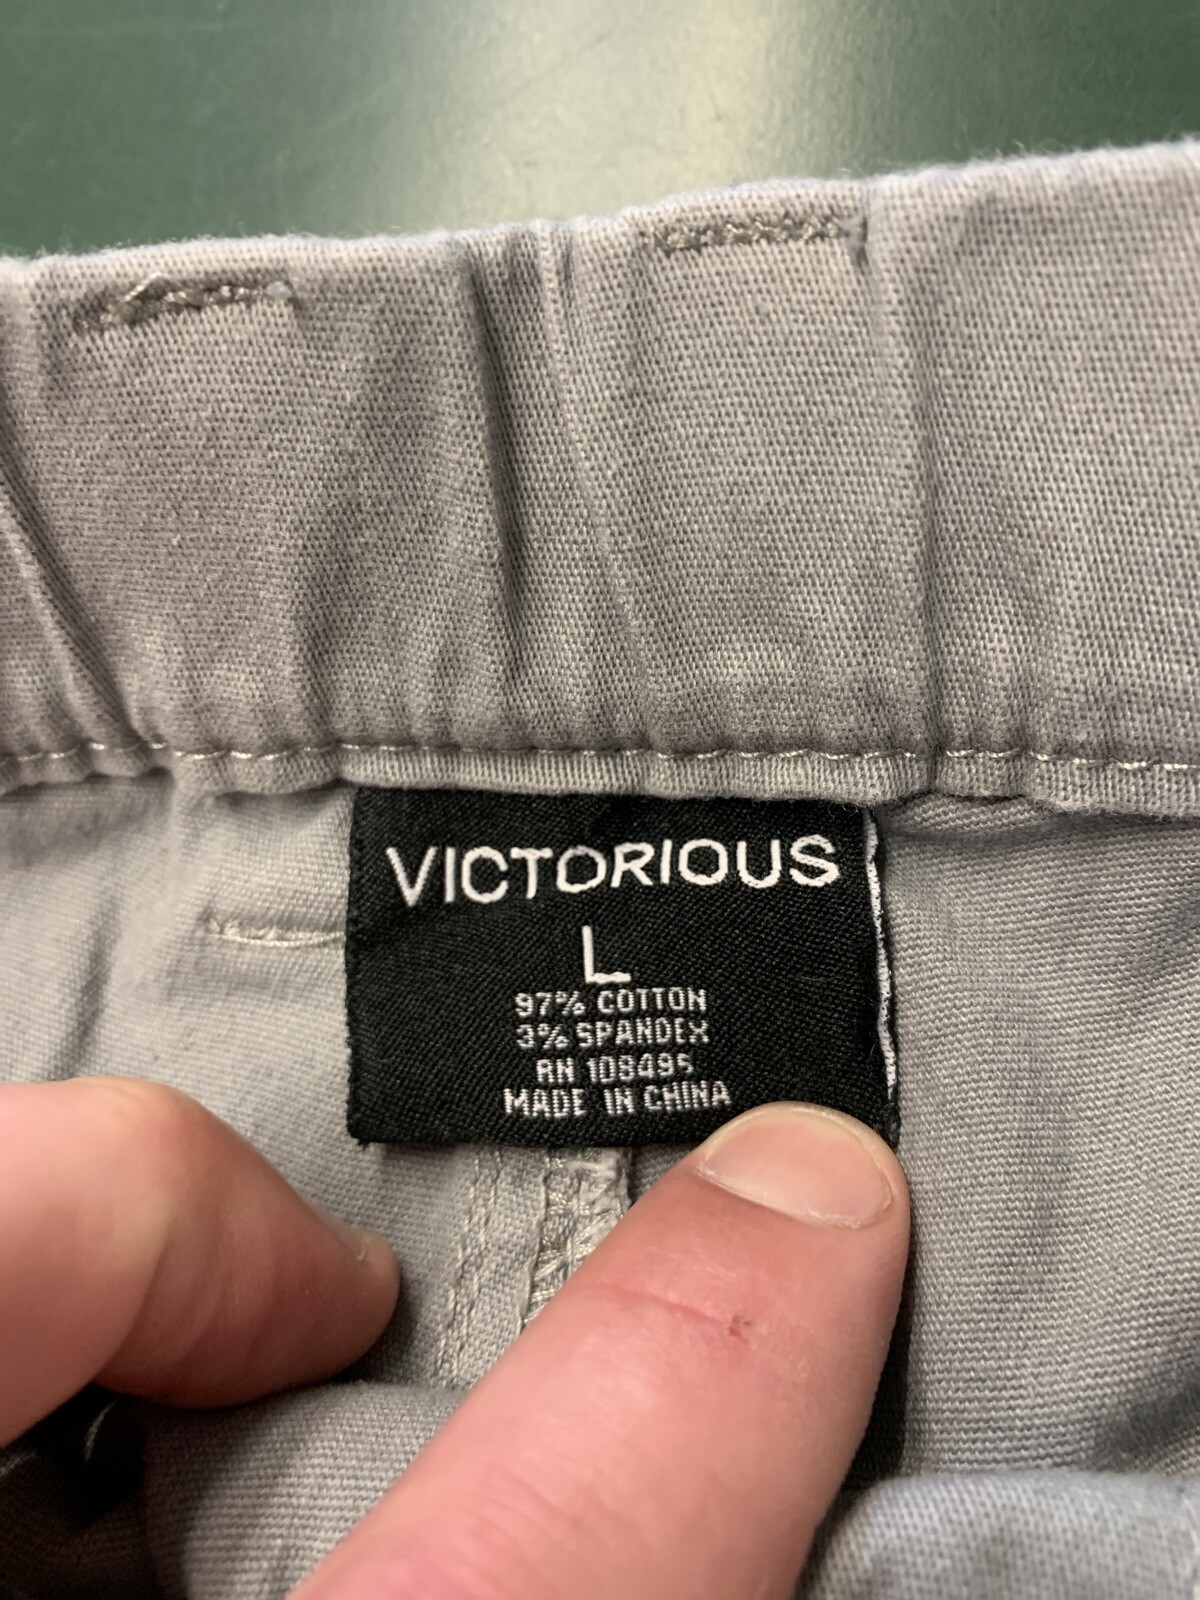 VICTORIOUS
L
97% COTTON
3% SPANDEX
RN 108495
MADE IN CHINA